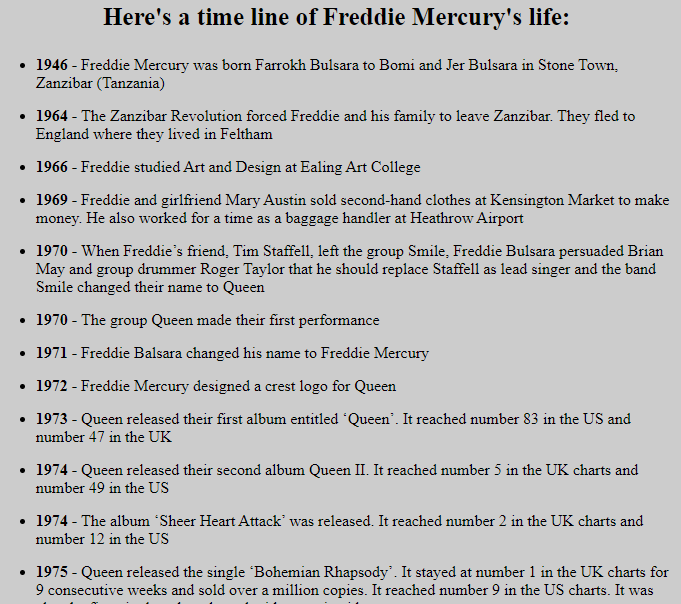 Here's a time line of Freddie Mercury's life:
• 1946 - Freddie Mercury was born Farrokh Bulsara to Bomi and Jer Bulsara in Stone Town,
Zanzibar (Tanzania)
• 1964 - The Zanzibar Revolution forced Freddie and his family to leave Zanzibar. They fled to
England where they lived in Feltham
• 1966 - Freddie studied Art and Design at Ealing Art College
• 1969 - Freddie and girlfriend Mary Austin sold second-hand clothes at Kensington Market to make
money. He also worked for a time as a baggage handler at Heathrow Airport
• 1970 - When Freddie’s friend, Tim Staffell, left the group Smile, Freddie Bulsara persuaded Brian
May and group drummer Roger Taylor that he should replace Staffell as lead singer and the band
Smile changed their name to Queen
• 1970 - The group Queen made their first performance
• 1971 - Freddie Balsara changed his name to Freddie Mercury
• 1972 - Freddie Mercury designed a crest logo for Queen
• 1973 - Queen released their first album entitled ‘Queen’. It reached number 83 in the US and
number 47 in the UK
• 1974 - Queen released their second album Queen II. It reached number 5 in the UK charts and
number 49 in the US
• 1974 - The album ‘Sheer Heart Attack’ was released. It reached number 2 in the UK charts and
number 12 in the US
• 1975 - Queen released the single ‘Bohemian Rhapsody’. It stayed at number 1 in the UK charts for
9 consecutive weeks and sold over a million copies. It reached number 9 in the US charts. It was